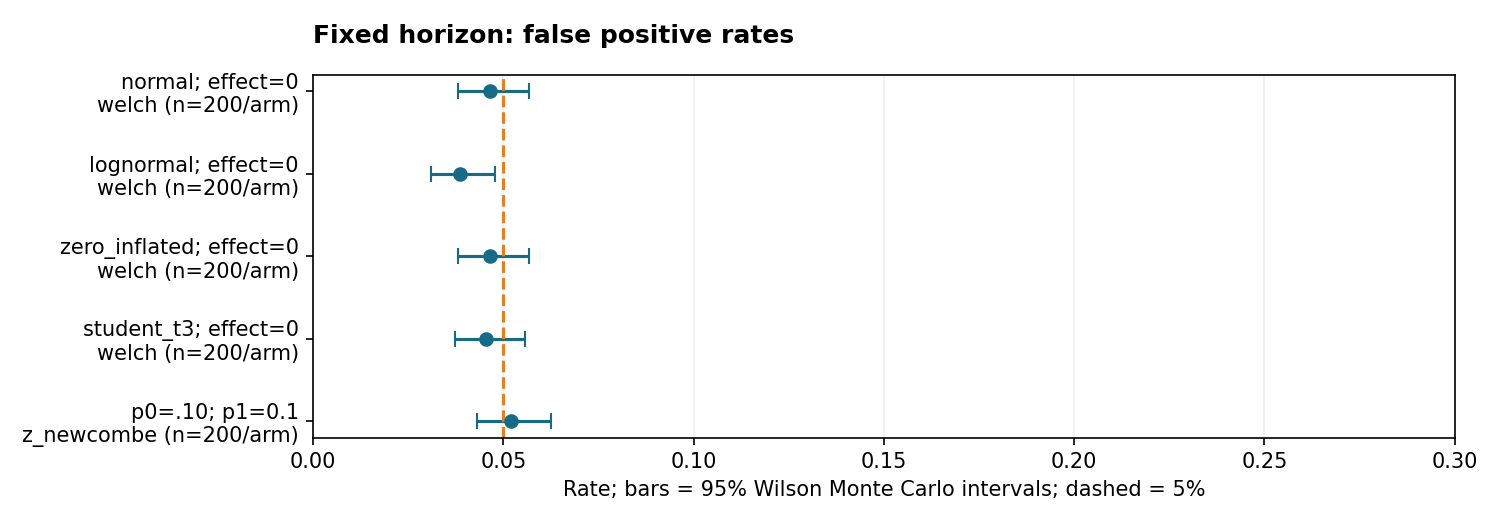 Fixed horizon: false positive rates
normal; effect=0
welch (n=200/arm)
lognormal; effect=0
welch (n=200/arm)
zero_inflated; effect=0
welch (n=200/arm)
student_t3; effect=0
welch (n=200/arm)
p0=.10; p1=0.1
z_newcombe (n=200/arm)
0.00 0.05 0.10 0.15 0.20 0.25 0.30
Rate; bars = 95% Wilson Monte Carlo intervals; dashed = 5%